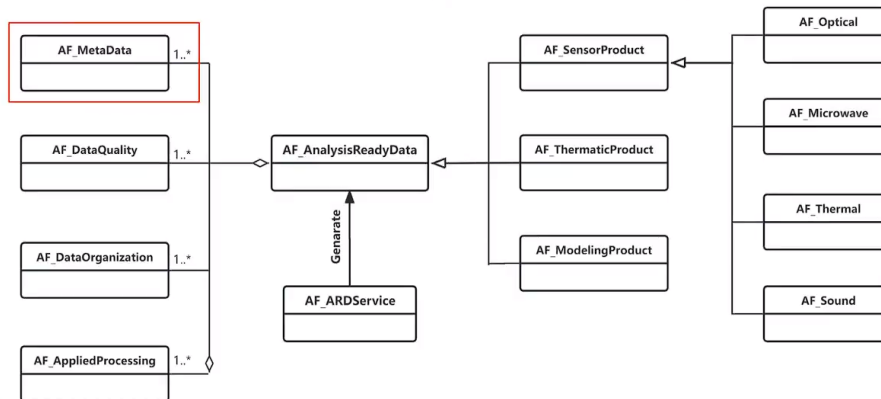 AF_MetaData
1..*
AF_DataQuality
1..*
AF_DataOrganization
1..*
AF_AppliedProcessing
1..*
AF_AnalysisReadyData
Genarate
AF_ARDService
AF_SensorProduct
AF_ThermaticProduct
AF_ModelingProduct
AF_Optical
AF_Microwave
AF_Thermal
AF_Sound